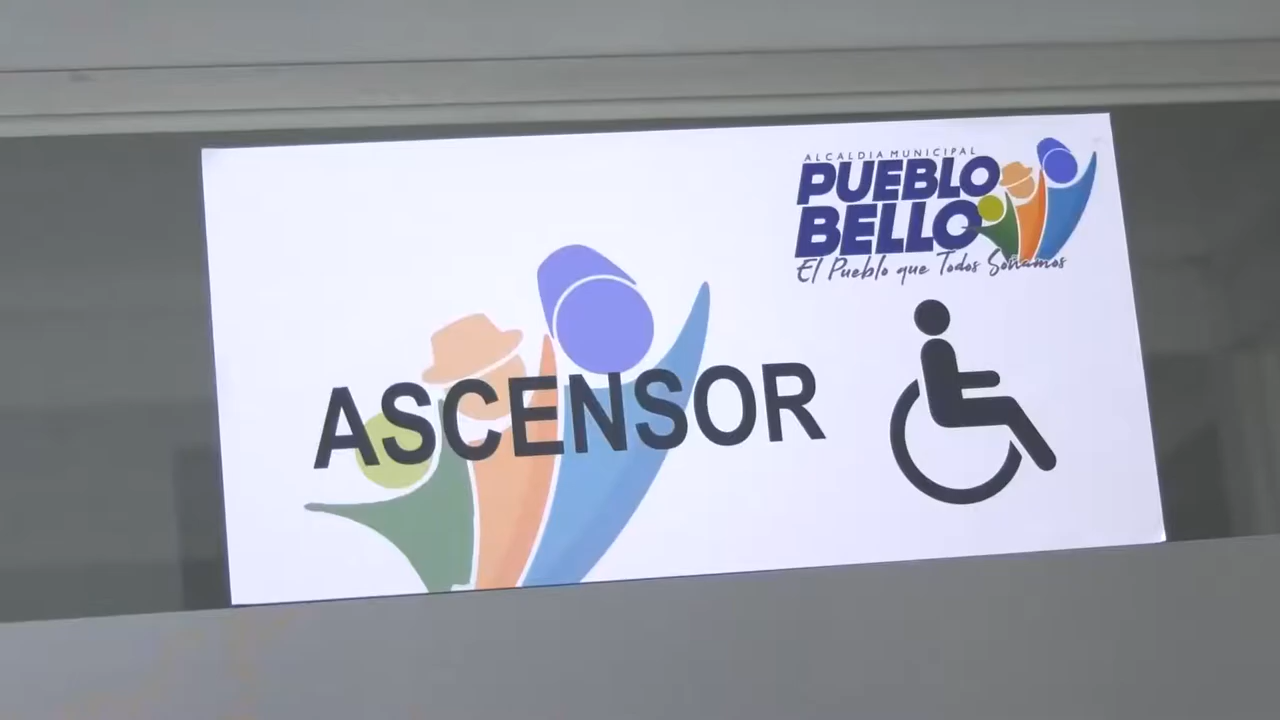 ALCALDIA MUNICIPAL
PUEBLO
BELLO
El Pueblo que Todos Soñamos
ASCENSOR